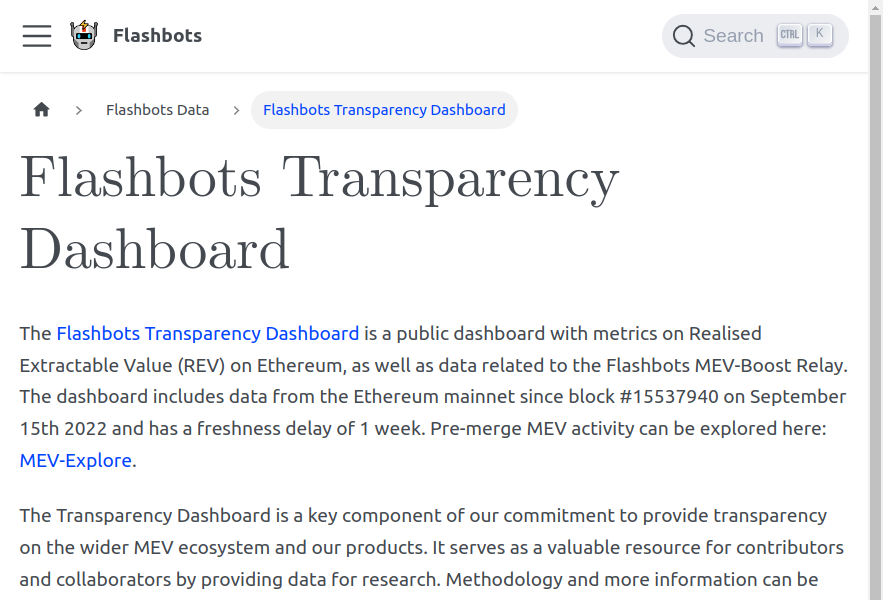 Flashbots
Search CTRL K
Flashbots Data
Flashbots Transparency Dashboard
Flashbots Transparency
Dashboard
The Flashbots Transparency Dashboard is a public dashboard with metrics on Realised
Extractable Value (REV) on Ethereum, as well as data related to the Flashbots MEV-Boost Relay.
The dashboard includes data from the Ethereum mainnet since block #15537940 on September
15th 2022 and has a freshness delay of 1 week. Pre-merge MEV activity can be explored here:
MEV-Explore.
The Transparency Dashboard is a key component of our commitment to provide transparency
on the wider MEV ecosystem and our products. It serves as a valuable resource for contributors
and collaborators by providing data for research. Methodology and more information can be